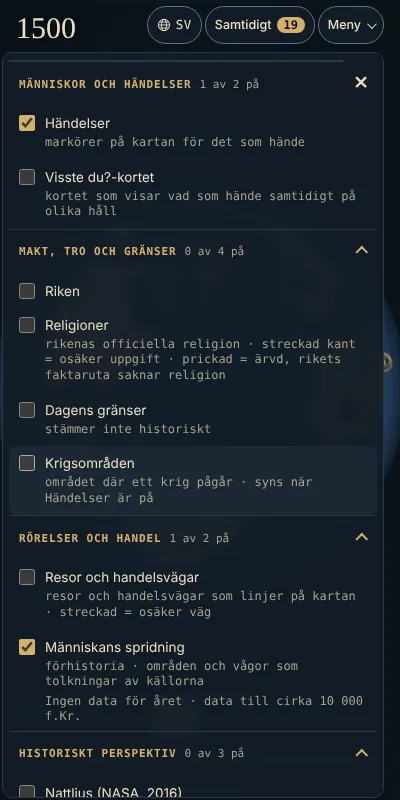 1500
SV
Samtidigt 19
Meny
MÄNNISKOR OCH HÄNDELSER 1 av 2 på
Händelser
markörer på kartan för det som hände
Visste du?-kortet
kortet som visar vad som hände samtidigt på
olika håll
MAKT, TRO OCH GRÄNSER 0 av 4 på
Riken
Religioner
rikenas officiella religion · streckad kant
= osäker uppgift · prickad = ärvd, rikets
faktaruta saknar religion
Dagens gränser
stämmer inte historiskt
Krigsområden
området där ett krig pågår · syns när
Händelser är på
RÖRELSER OCH HANDEL 1 av 2 på
Resor och handelsvägar
resor och handelsvägar som linjer på kartan
· streckad = osäker väg
Människans spridning
förhistoria · områden och vågor som
tolkningar av källorna
Ingen data för året · data till cirka 10 000
f.Kr.
HISTORISKT PERSPEKTIV 0 av 3 på
Nattljus (NASA, 2016)